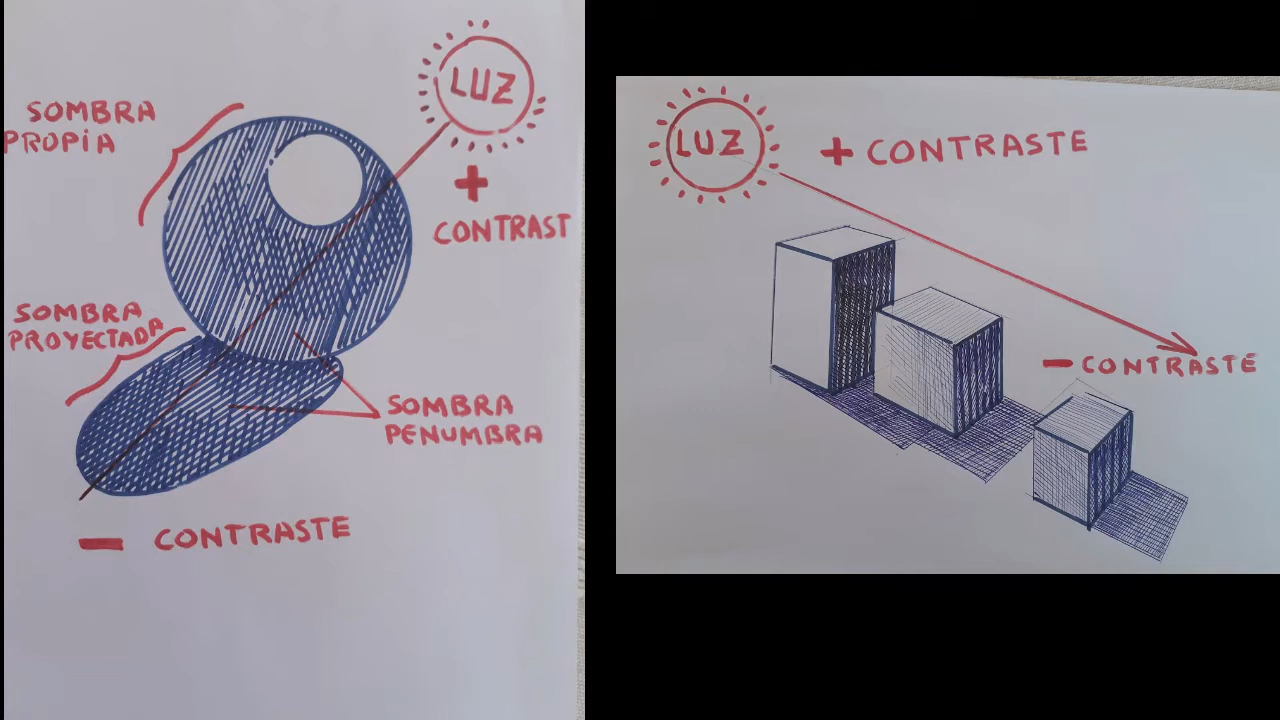 LUZ
SOMBRA
PROPiA
+
CONTRAST
SOMBRA
PROYECTADA
SOMBRA
PENUMBRA
- CONTRASTE
LUZ
+ CONTRASTE
- CONTRASTE